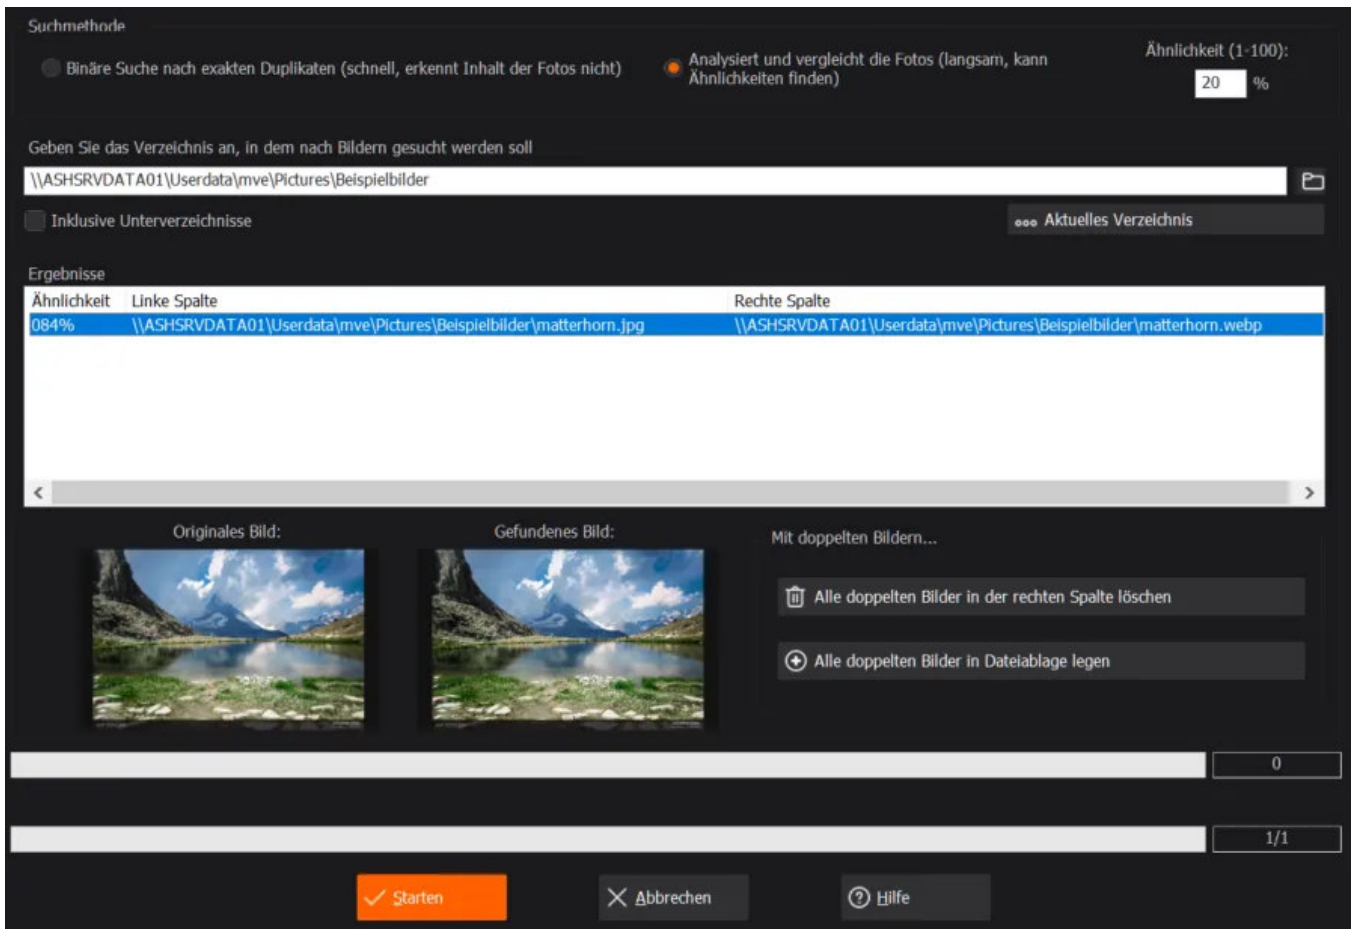 Suchmethode
Binäre Suche nach exakten Duplikaten (schnell, erkennt Inhalt der Fotos nicht)
Analysiert und vergleicht die Fotos (langsam, kann
Ähnlichkeiten finden)
Ähnlichkeit (1-100):
20 %
Geben Sie das Verzeichnis an, in dem nach Bildern gesucht werden soll
\\ASHSRVDATA01\Userdata\mve\Pictures\Beispielbilder
Inklusive Unterverzeichnisse
Aktuelles Verzeichnis
Ergebnisse
Ähnlichkeit Linke Spalte Rechte Spalte
084% \\ASHSRVDATA01\Userdata\mve\Pictures\Beispielbilder\matterhorn.jpg \\ASHSRVDATA01\Userdata\mve\Pictures\Beispielbilder\matterhorn.webp
Originales Bild:
Gefundenes Bild:
Mit doppelten Bildern...
Alle doppelten Bilder in der rechten Spalte löschen
Alle doppelten Bilder in Dateiablage legen
0
1/1
Starten
Abbrechen
Hilfe